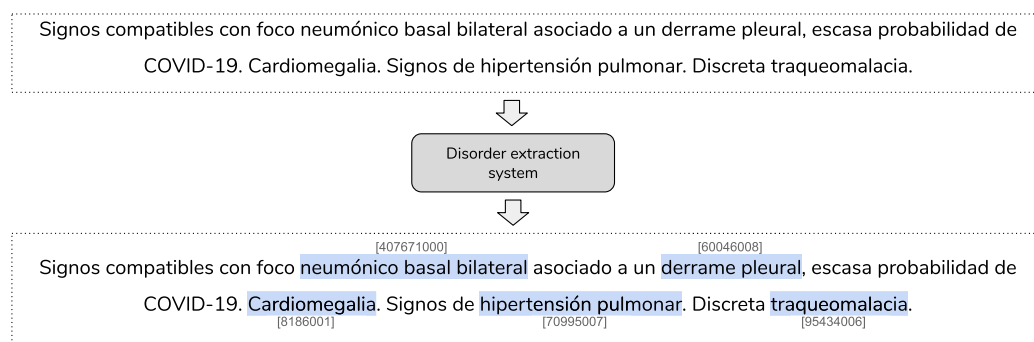 Signos compatibles con foco neumónico basal bilateral asociado a un derrame pleural, escasa probabilidad de
COVID-19. Cardiomegalia. Signos de hipertensión pulmonar. Discreta traqueomalacia.
Disorder extraction
system
[407671000] [60046008]
Signos compatibles con foco neumónico basal bilateral asociado a un derrame pleural, escasa probabilidad de
COVID-19. Cardiomegalia. Signos de hipertensión pulmonar. Discreta traqueomalacia.
[8186001] [70995007] [95434006]